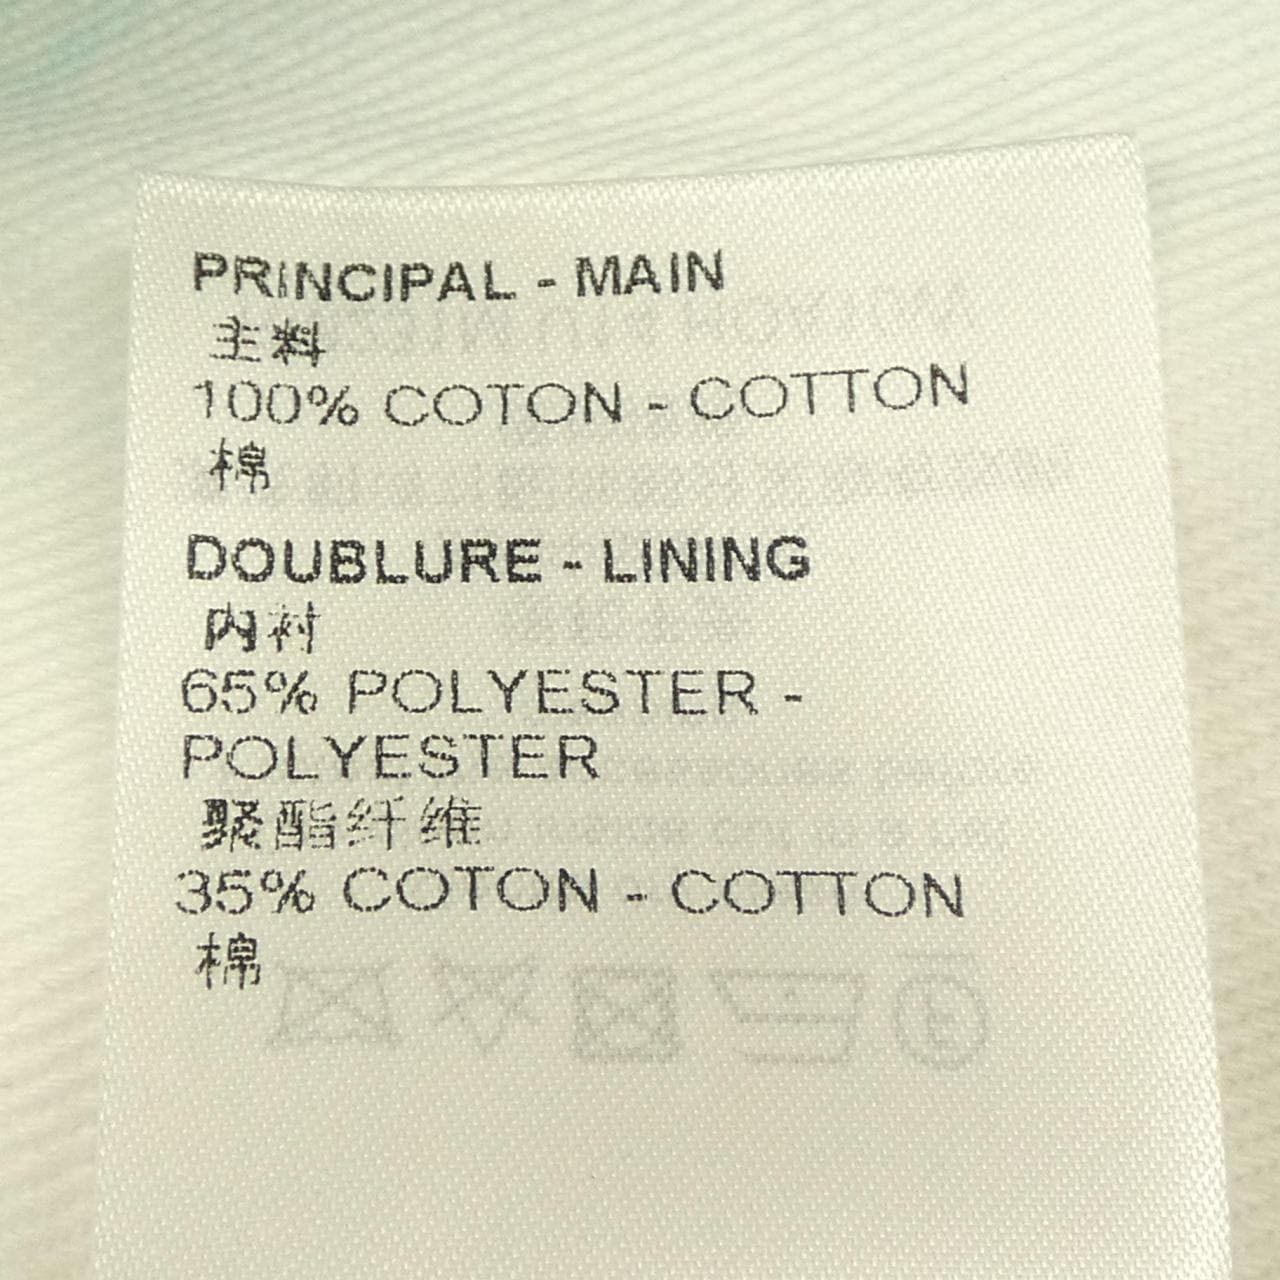 PRINCIPAL - MAIN
主料
100% COTON - COTTON
棉
DOUBLURE - LINING
内衬
65% POLYESTER -
POLYESTER
聚酯纤维
35% COTON - COTTON
棉